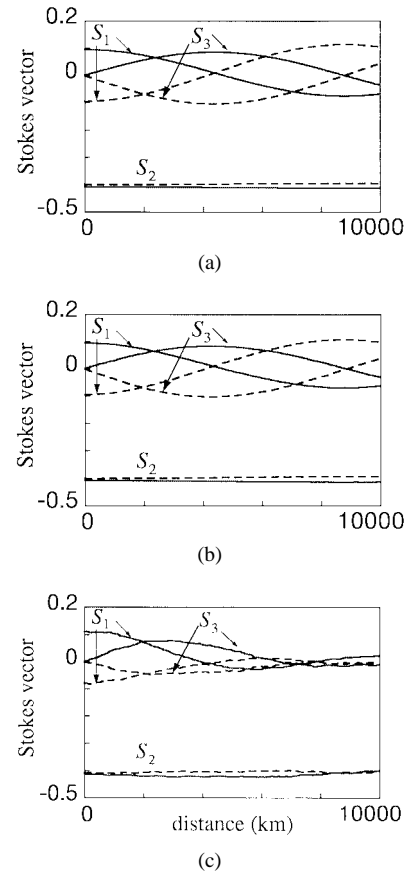 0.2
S1
S3
0
Stokes vector
S2
-0.5
0
10000
(a)
0.2
S1
S3
0
Stokes vector
S2
-0.5
0
10000
(b)
0.2
S1
S3
0
Stokes vector
S2
-0.5
0
distance (km)
10000
(c)